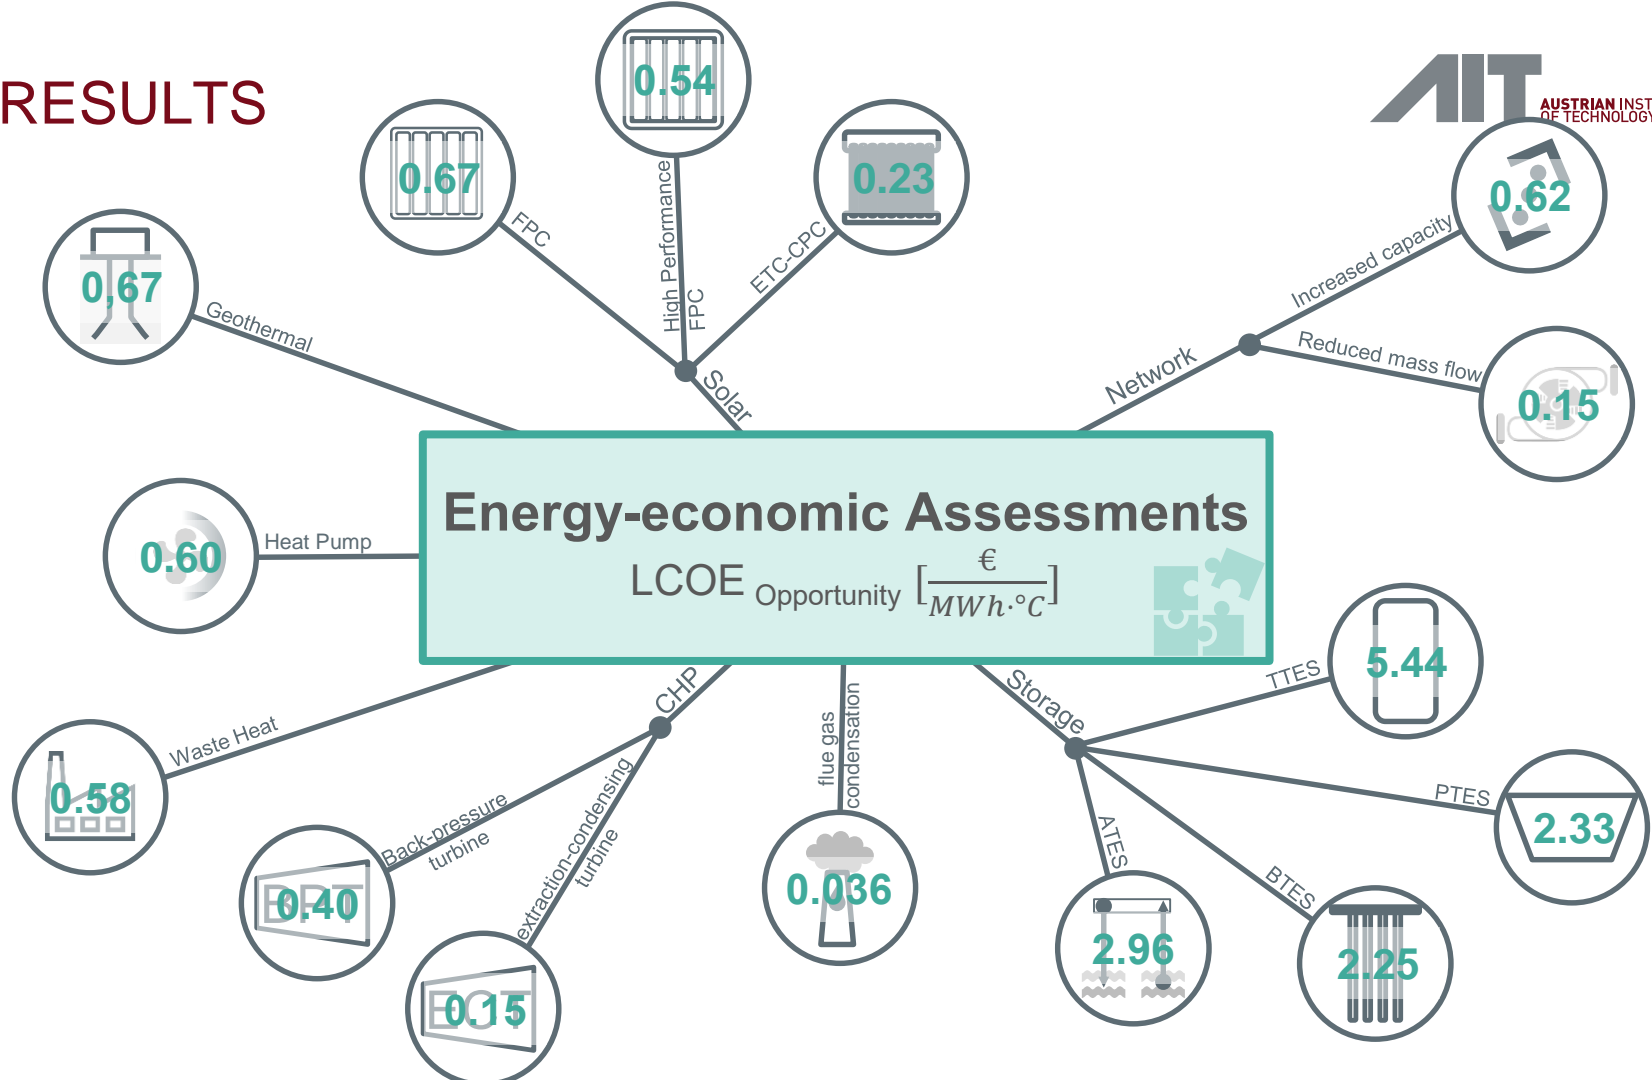 RESULTS
AIT
AUSTRIAN INST
OF TECHNOLOGY
0.54
0.67
0.23
0.62
0,67
0.15
High Performance
FPC
FPC
ETC-CPC
Solar
Geothermal
Increased capacity
Reduced mass flow
Network
Energy-economic Assessments
LCOE Opportunity [€/MWh·°C]
Heat Pump
0.60
Waste Heat
0.58
CHP
Back-pressure
turbine
BPT
0.40
extraction-condensing
turbine
ECT
0.15
flue gas
condensation
0.036
Storage
TTES
5.44
PTES
2.33
ATES
2.96
BTES
2.25